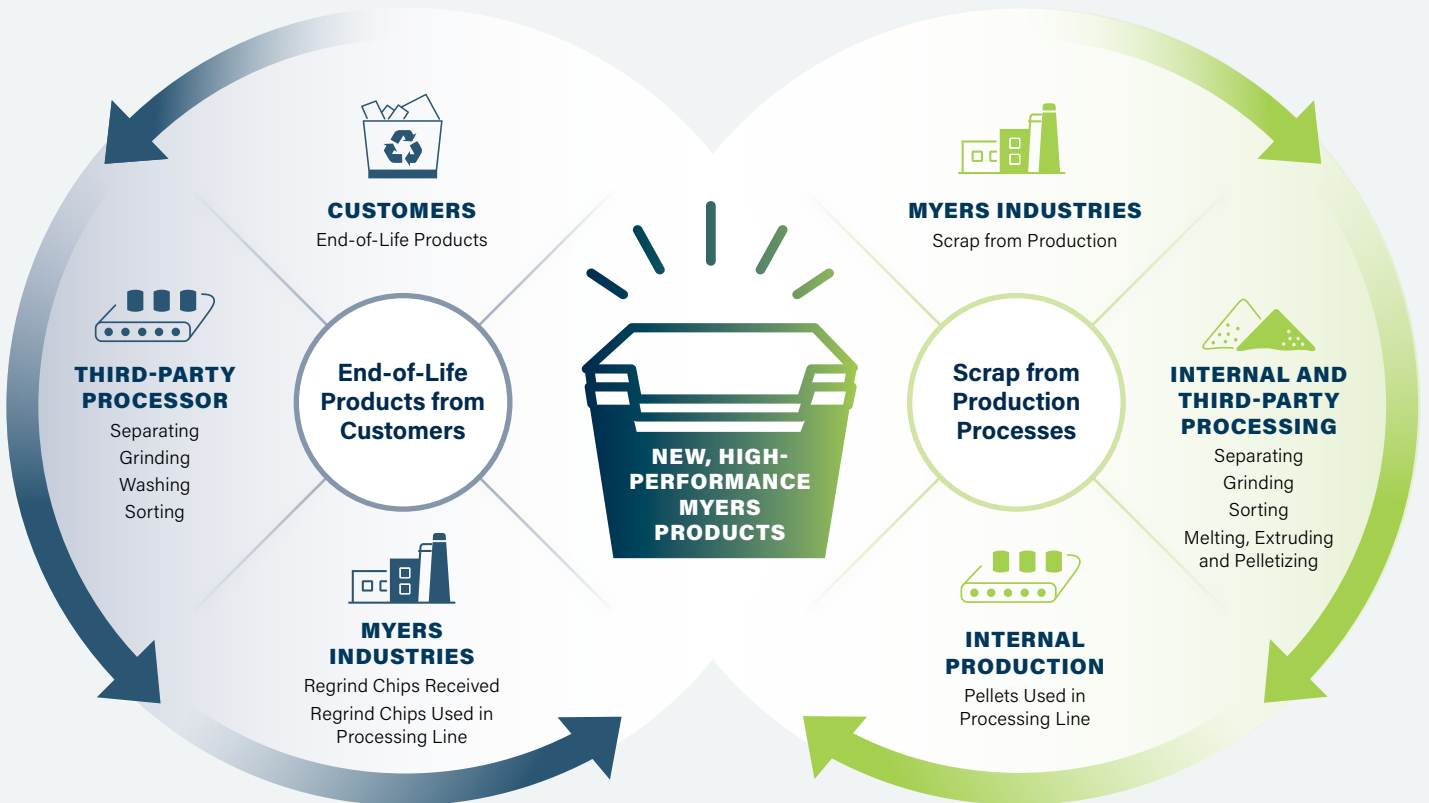 CUSTOMERS
End-of-Life Products
THIRD-PARTY
PROCESSOR
Separating
Grinding
Washing
Sorting
End-of-Life
Products from
Customers
MYERS
INDUSTRIES
Regrind Chips Received
Regrind Chips Used in
Processing Line
NEW, HIGH-
PERFORMANCE
MYERS
PRODUCTS
MYERS INDUSTRIES
Scrap from Production
Scrap from
Production
Processes
INTERNAL AND
THIRD-PARTY
PROCESSING
Separating
Grinding
Sorting
Melting, Extruding
and Pelletizing
INTERNAL
PRODUCTION
Pellets Used in
Processing Line